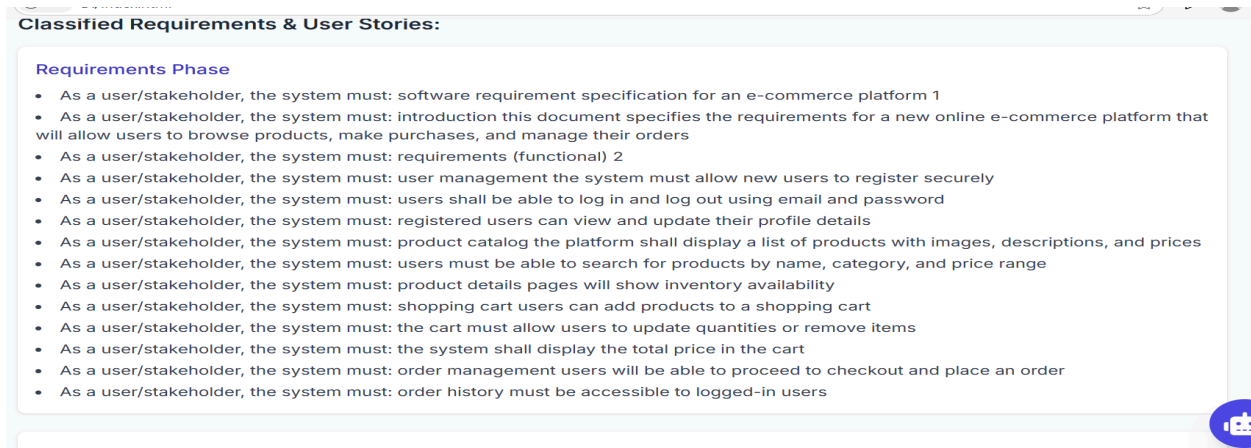 Classified Requirements & User Stories:
Requirements Phase
• As a user/stakeholder, the system must: software requirement specification for an e-commerce platform 1
• As a user/stakeholder, the system must: introduction this document specifies the requirements for a new online e-commerce platform that
will allow users to browse products, make purchases, and manage their orders
• As a user/stakeholder, the system must: requirements (functional) 2
• As a user/stakeholder, the system must: user management the system must allow new users to register securely
• As a user/stakeholder, the system must: users shall be able to log in and log out using email and password
• As a user/stakeholder, the system must: registered users can view and update their profile details
• As a user/stakeholder, the system must: product catalog the platform shall display a list of products with images, descriptions, and prices
• As a user/stakeholder, the system must: users must be able to search for products by name, category, and price range
• As a user/stakeholder, the system must: product details pages will show inventory availability
• As a user/stakeholder, the system must: shopping cart users can add products to a shopping cart
• As a user/stakeholder, the system must: the cart must allow users to update quantities or remove items
• As a user/stakeholder, the system must: the system shall display the total price in the cart
• As a user/stakeholder, the system must: order management users will be able to proceed to checkout and place an order
• As a user/stakeholder, the system must: order history must be accessible to logged-in users